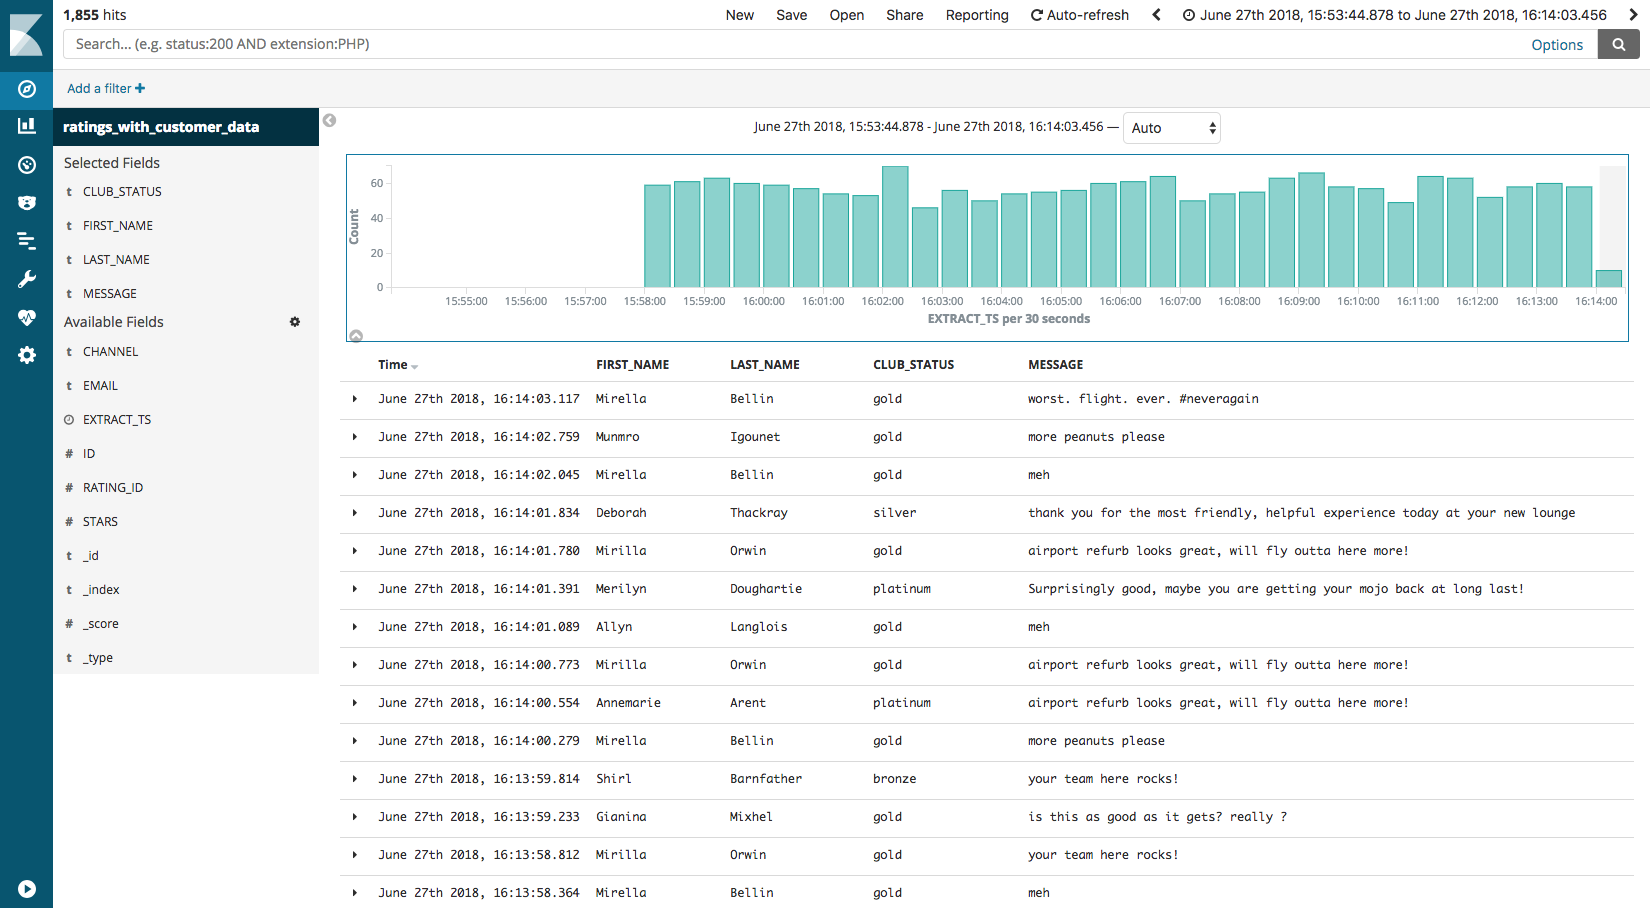 1,855 hits
New Save Open Share Reporting Auto-refresh June 27th 2018, 15:53:44.878 to June 27th 2018, 16:14:03.456
Search... (e.g. status:200 AND extension:PHP) Options
Add a filter +
ratings_with_customer_data
Selected Fields
t CLUB_STATUS
t FIRST_NAME
t LAST_NAME
t MESSAGE
Available Fields
t CHANNEL
t EMAIL
EXTRACT_TS
# ID
# RATING_ID
# STARS
t _id
t _index
# _score
t _type
June 27th 2018, 15:53:44.878 - June 27th 2018, 16:14:03.456 — Auto
Count
60
40
20
0
15:55:00 15:56:00 15:57:00 15:58:00 15:59:00 16:00:00 16:01:00 16:02:00 16:03:00 16:04:00 16:05:00 16:06:00 16:07:00 16:08:00 16:09:00 16:10:00 16:11:00 16:12:00 16:13:00 16:14:00
EXTRACT_TS per 30 seconds
Time FIRST_NAME LAST_NAME CLUB_STATUS MESSAGE
June 27th 2018, 16:14:03.117 Mirella Bellin gold worst. flight. ever. #neveragain
June 27th 2018, 16:14:02.759 Munmro Igounet gold more peanuts please
June 27th 2018, 16:14:02.045 Mirella Bellin gold meh
June 27th 2018, 16:14:01.834 Deborah Thackray silver thank you for the most friendly, helpful experience today at your new lounge
June 27th 2018, 16:14:01.780 Mirilla Orwin gold airport refurb looks great, will fly outta here more!
June 27th 2018, 16:14:01.391 Merilyn Doughartie platinum Surprisingly good, maybe you are getting your mojo back at long last!
June 27th 2018, 16:14:01.089 Allyn Langlois gold meh
June 27th 2018, 16:14:00.773 Mirilla Orwin gold airport refurb looks great, will fly outta here more!
June 27th 2018, 16:14:00.554 Annemarie Arent platinum airport refurb looks great, will fly outta here more!
June 27th 2018, 16:14:00.279 Mirella Bellin gold more peanuts please
June 27th 2018, 16:13:59.814 Shirl Barnfather bronze your team here rocks!
June 27th 2018, 16:13:59.233 Gianina Mixhel gold is this as good as it gets? really ?
June 27th 2018, 16:13:58.812 Mirilla Orwin gold your team here rocks!
June 27th 2018, 16:13:58.364 Mirella Bellin gold meh